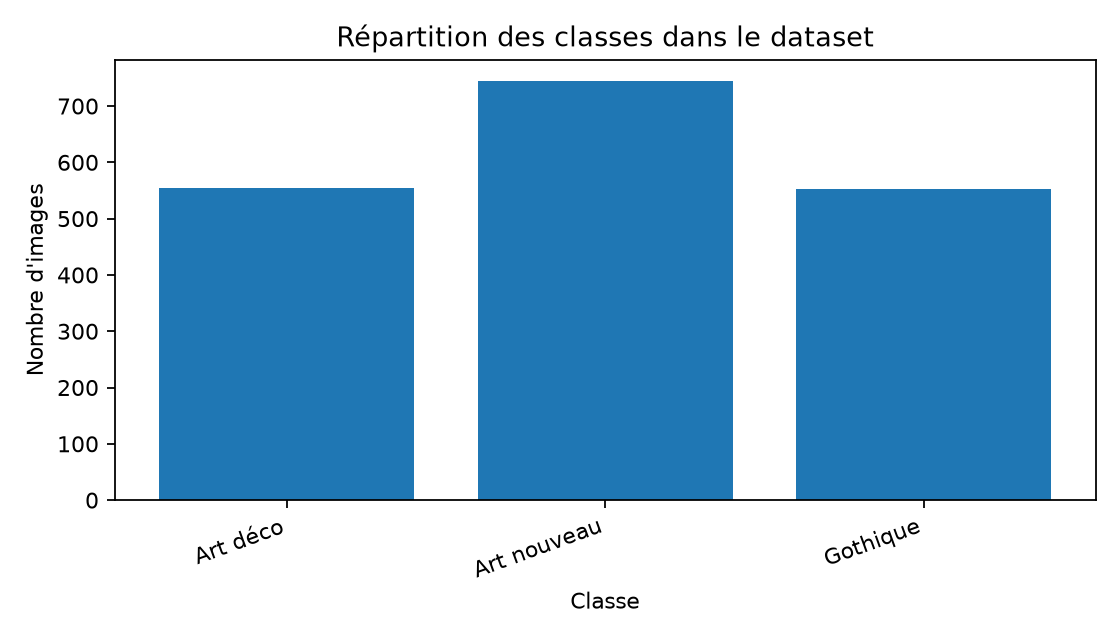 Répartition des classes dans le dataset
Nombre d'images
700
600
500
400
300
200
100
0
Art déco
Art nouveau
Gothique
Classe